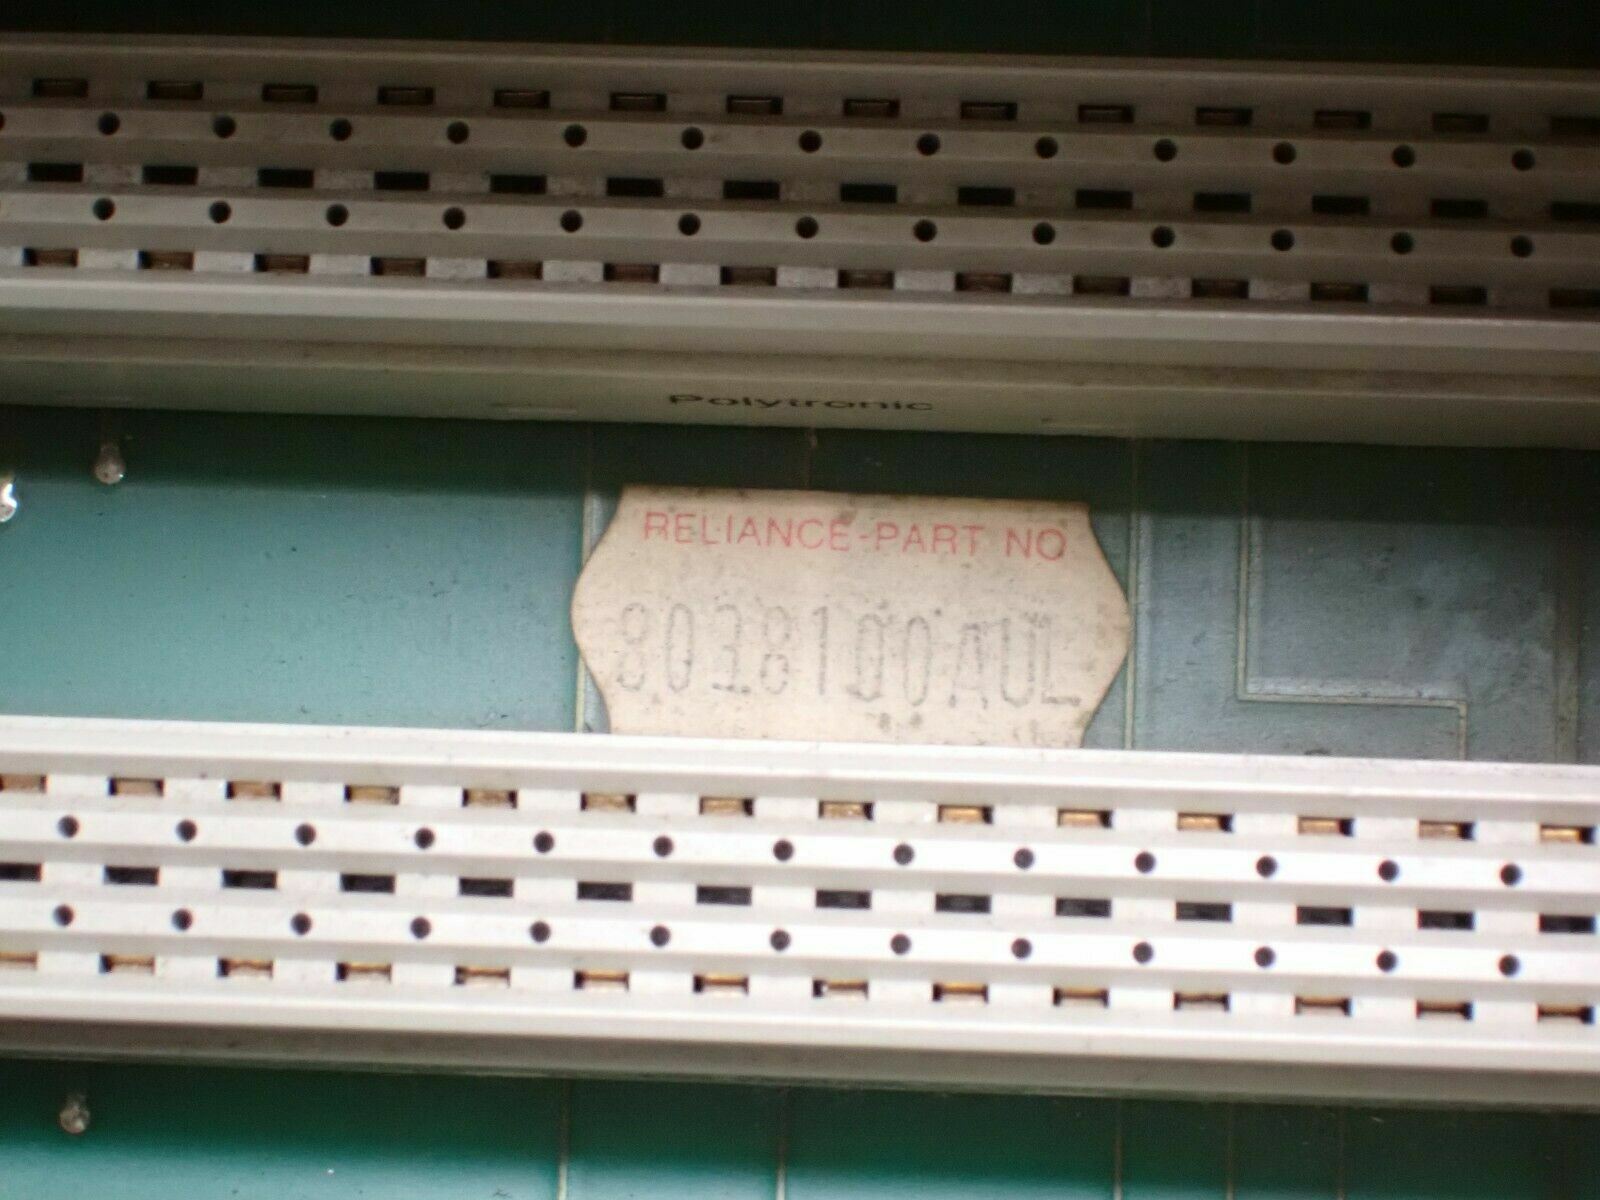 Polytronic
RELIANCE-PART NO
8038100AUL